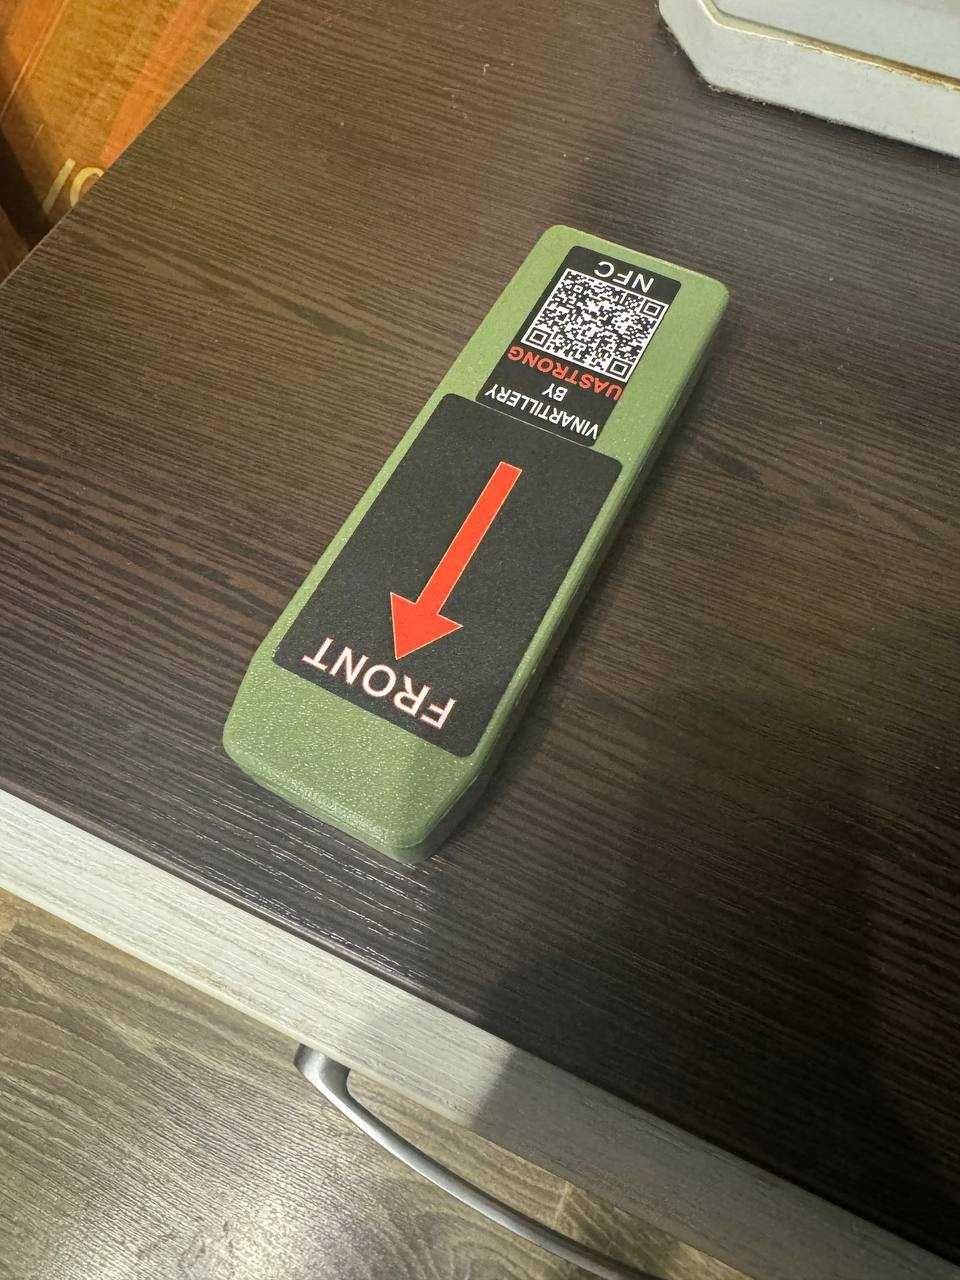 FRONT
VINARTILLERY
BY
UASTRONG
NFC